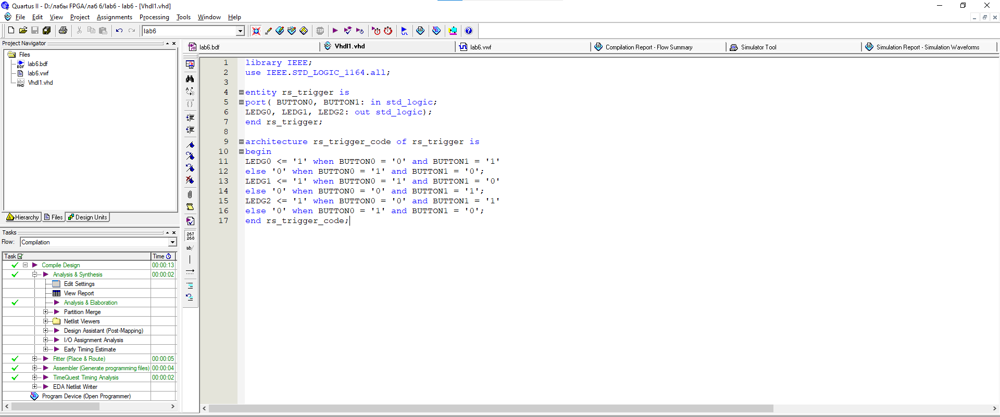 Quartus II - D:/лабы FPGA/лаб 6/lab6 - lab6 - [Vhdl1.vhd]
File Edit View Project Assignments Processing Tools Window Help
lab6
Project Navigator
Files
lab6.bdf
lab6.vwf
Vhdl1.vhd
Hierarchy Files Design Units
Tasks
Flow: Compilation
Task Time
Compile Design 00:00:13
Analysis & Synthesis 00:00:02
Edit Settings
View Report
Analysis & Elaboration
Partition Merge
Netlist Viewers
Design Assistant (Post-Mapping)
I/O Assignment Analysis
Early Timing Estimate
Fitter (Place & Route) 00:00:05
Assembler (Generate programming files) 00:00:04
TimeQuest Timing Analysis 00:00:02
EDA Netlist Writer
Program Device (Open Programmer)
lab6.bdf Vhdl1.vhd lab6.vwf Compilation Report - Flow Summary Simulator Tool Simulation Report - Simulation Waveforms
267
268
ab/
1 library IEEE;
2 use IEEE.STD_LOGIC_1164.all;
3
4 entity rs_trigger is
5 port( BUTTON0, BUTTON1: in std_logic;
6 LEDG0, LEDG1, LEDG2: out std_logic);
7 end rs_trigger;
8
9 architecture rs_trigger_code of rs_trigger is
10 begin
11 LEDG0 <= '1' when BUTTON0 = '0' and BUTTON1 = '1'
12 else '0' when BUTTON0 = '1' and BUTTON1 = '0';
13 LEDG1 <= '1' when BUTTON0 = '1' and BUTTON1 = '0'
14 else '0' when BUTTON0 = '0' and BUTTON1 = '1';
15 LEDG2 <= '1' when BUTTON0 = '0' and BUTTON1 = '1'
16 else '0' when BUTTON0 = '1' and BUTTON1 = '0';
17 end rs_trigger_code;